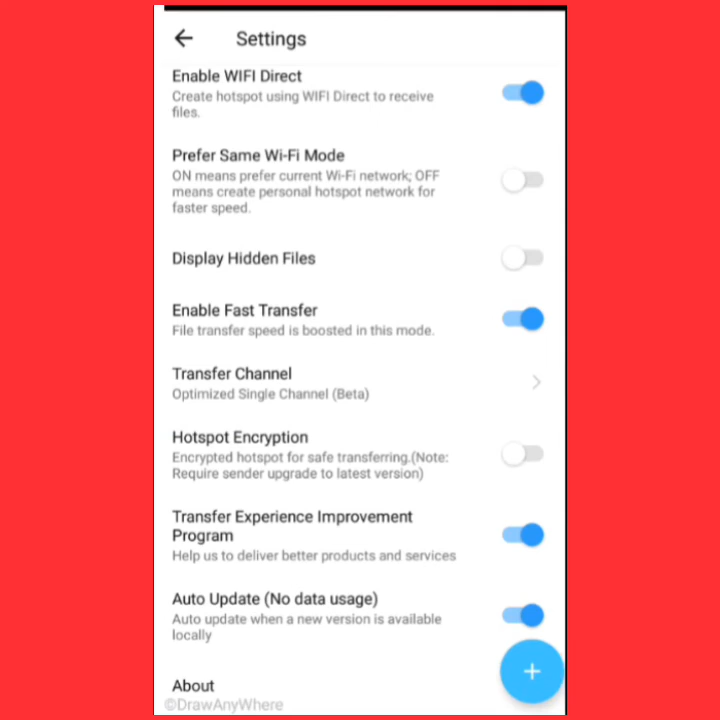 Settings
Enable WIFI Direct
Create hotspot using WIFI Direct to receive
files.
Prefer Same Wi-Fi Mode
ON means prefer current Wi-Fi network; OFF
means create personal hotspot network for
faster speed.
Display Hidden Files
Enable Fast Transfer
File transfer speed is boosted in this mode.
Transfer Channel
Optimized Single Channel (Beta)
Hotspot Encryption
Encrypted hotspot for safe transferring.(Note:
Require sender upgrade to latest version)
Transfer Experience Improvement
Program
Help us to deliver better products and services
Auto Update (No data usage)
Auto update when a new version is available
locally
About
©DrawAnyWhere